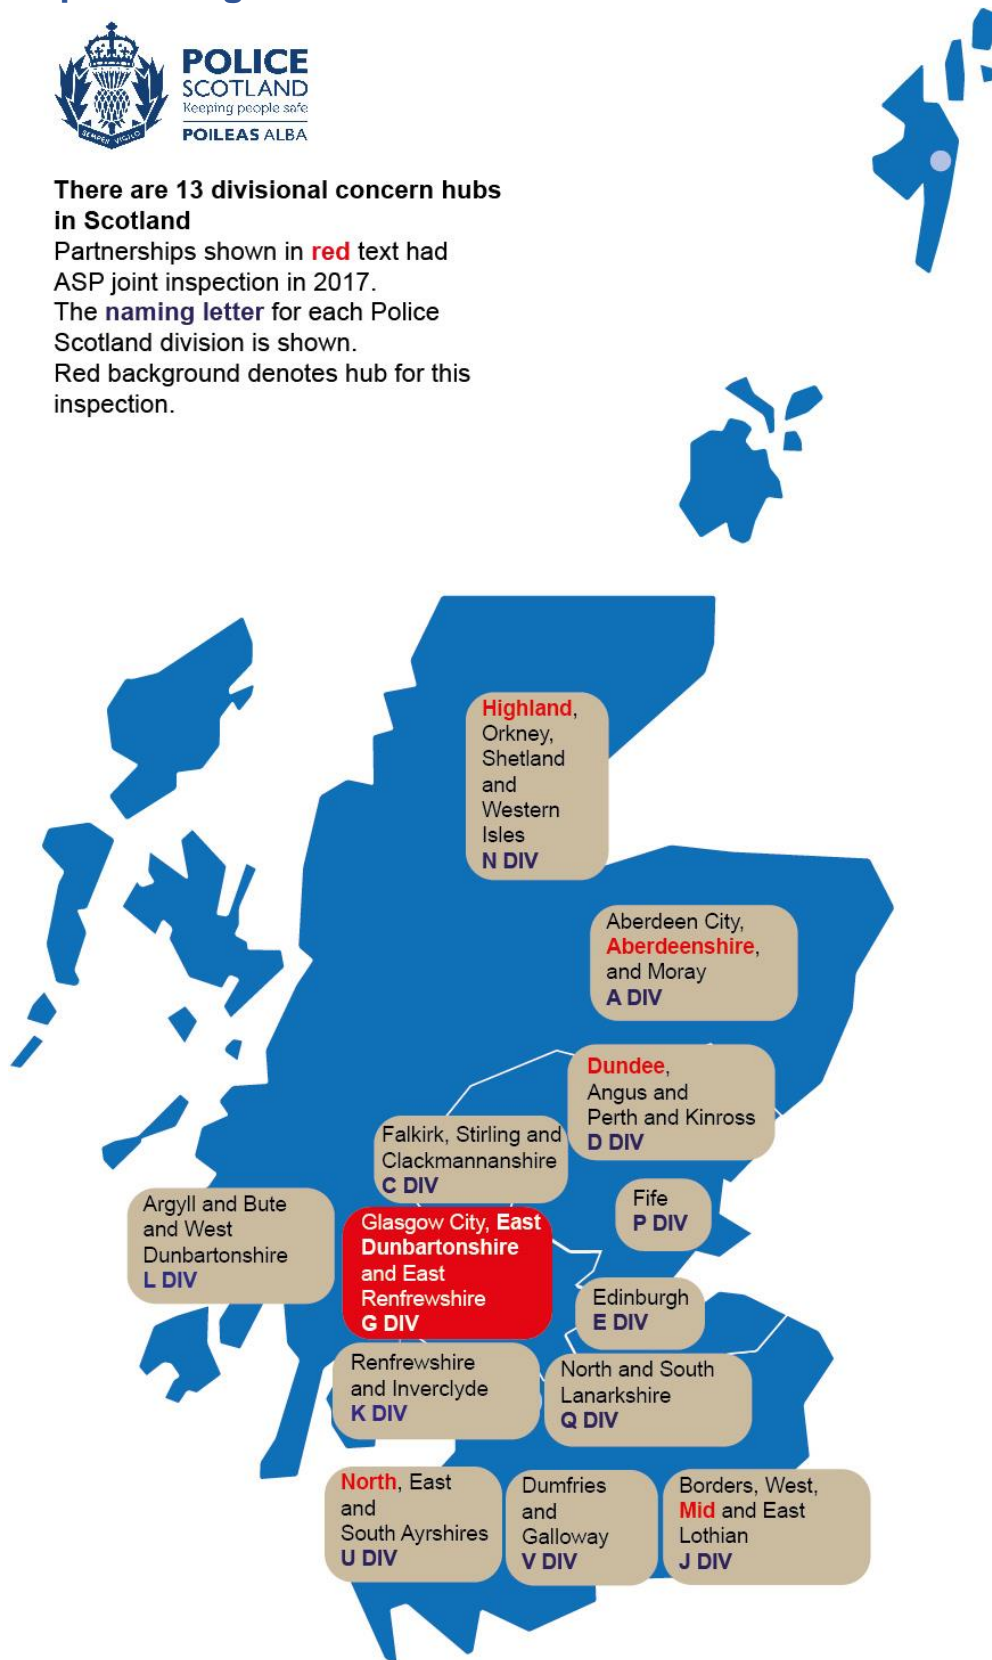 POLICE
SCOTLAND
Keeping people safe
POILEAS ALBA
SEMPER VIGILO
There are 13 divisional concern hubs
in Scotland
Partnerships shown in red text had
ASP joint inspection in 2017.
The naming letter for each Police
Scotland division is shown.
Red background denotes hub for this
inspection.
Highland,
Orkney,
Shetland
and
Western
Isles
N DIV
Aberdeen City,
Aberdeenshire,
and Moray
A DIV
Dundee,
Angus and
Perth and Kinross
D DIV
Falkirk, Stirling and
Clackmannanshire
C DIV
Fife
P DIV
Argyll and Bute
and West
Dunbartonshire
L DIV
Glasgow City, East
Dunbartonshire
and East
Renfrewshire
G DIV
Edinburgh
E DIV
Renfrewshire
and Inverclyde
K DIV
North and South
Lanarkshire
Q DIV
North, East
and
South Ayrshires
U DIV
Dumfries
and
Galloway
V DIV
Borders, West,
Mid and East
Lothian
J DIV